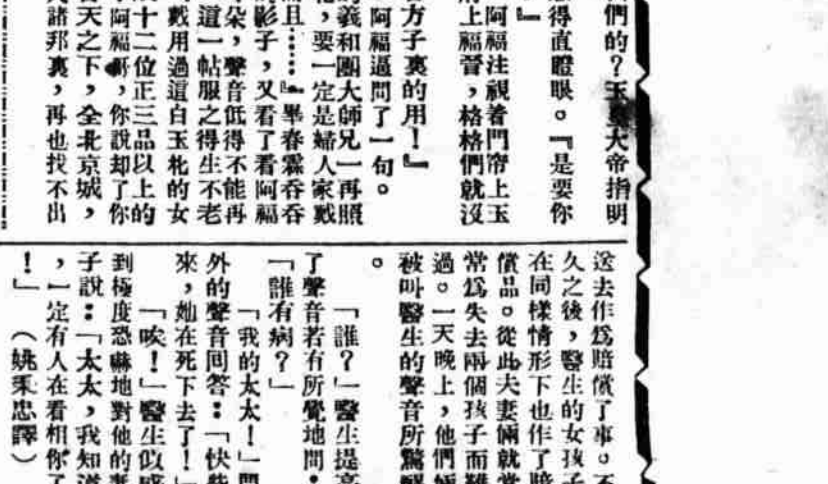 們的？玉皇大帝指明
得直瞪眼。『是要你
』
阿福注視着門帘上玉
上福晉，格格們就沒
方子裏的用！』
阿福逼問了一句。
義和團大師兄一再照
，要一定是婦人家戴
且……』畢春霖吞吞
影子，又看了看阿福
朵，聲音低得不能再
這一帖服之得生不老
戴用過這白玉枇的女
十二位正三品以上的
阿福哥，你說却了你
天之下，全北京城，
諸邦裏，再也找不出
送去作爲賠償了事。不
久之後，醫生的女孩子
在同樣情形下也作了賠
償品。從此夫妻倆就常
常爲失去兩個孩子而難
過。一天晚上，他們倆
被叫醫生的聲音所驚醒
。
「誰？」醫生提高
了聲音若有所覺地問：
「誰有病？」
「我的太太！」門
外的聲音回答：「快些
來，她在死下去了！」
「唉！」醫生似感
到極度恐嚇地對他的妻
子說：「太太，我知道
，一定有人在看相你了
！」（姚秉忠譯）